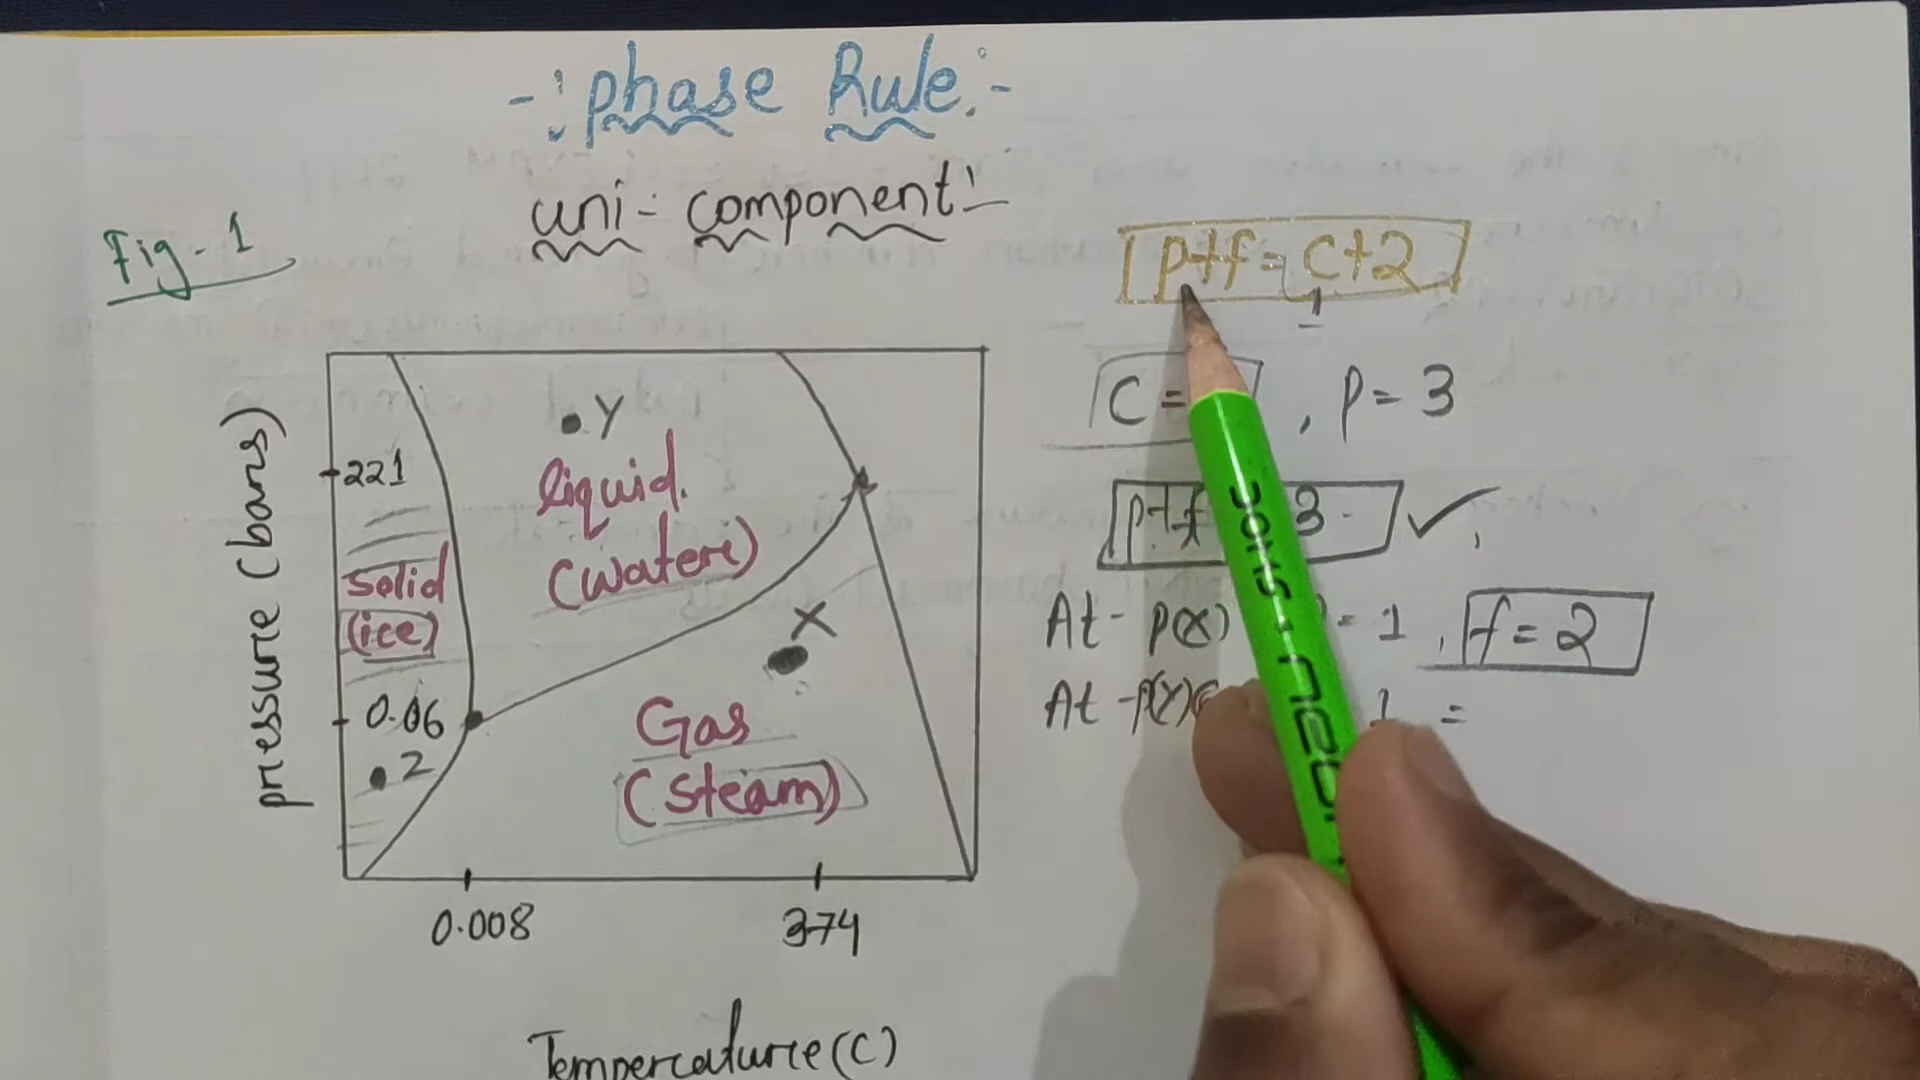 -:Phase Rule:-
uni- component:-
Fig-1
P+f= C+2
1
C = , P= 3
P+f 3
At- P(X) = 1 , f = 2
At -P(Y) 1 =
pressure (bars)
221
0.06
0.008
374
Temperature (C)
Y
liquid.
(water)
solid
(ice)
X
Gas
(steam)
Z